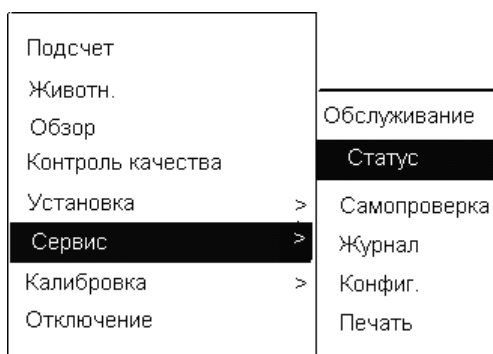 Подсчет
Животн.
Обзор
Контроль качества
Установка >
Сервис >
Калибровка >
Отключение
Обслуживание
Статус
Самопроверка
Журнал
Конфиг.
Печать